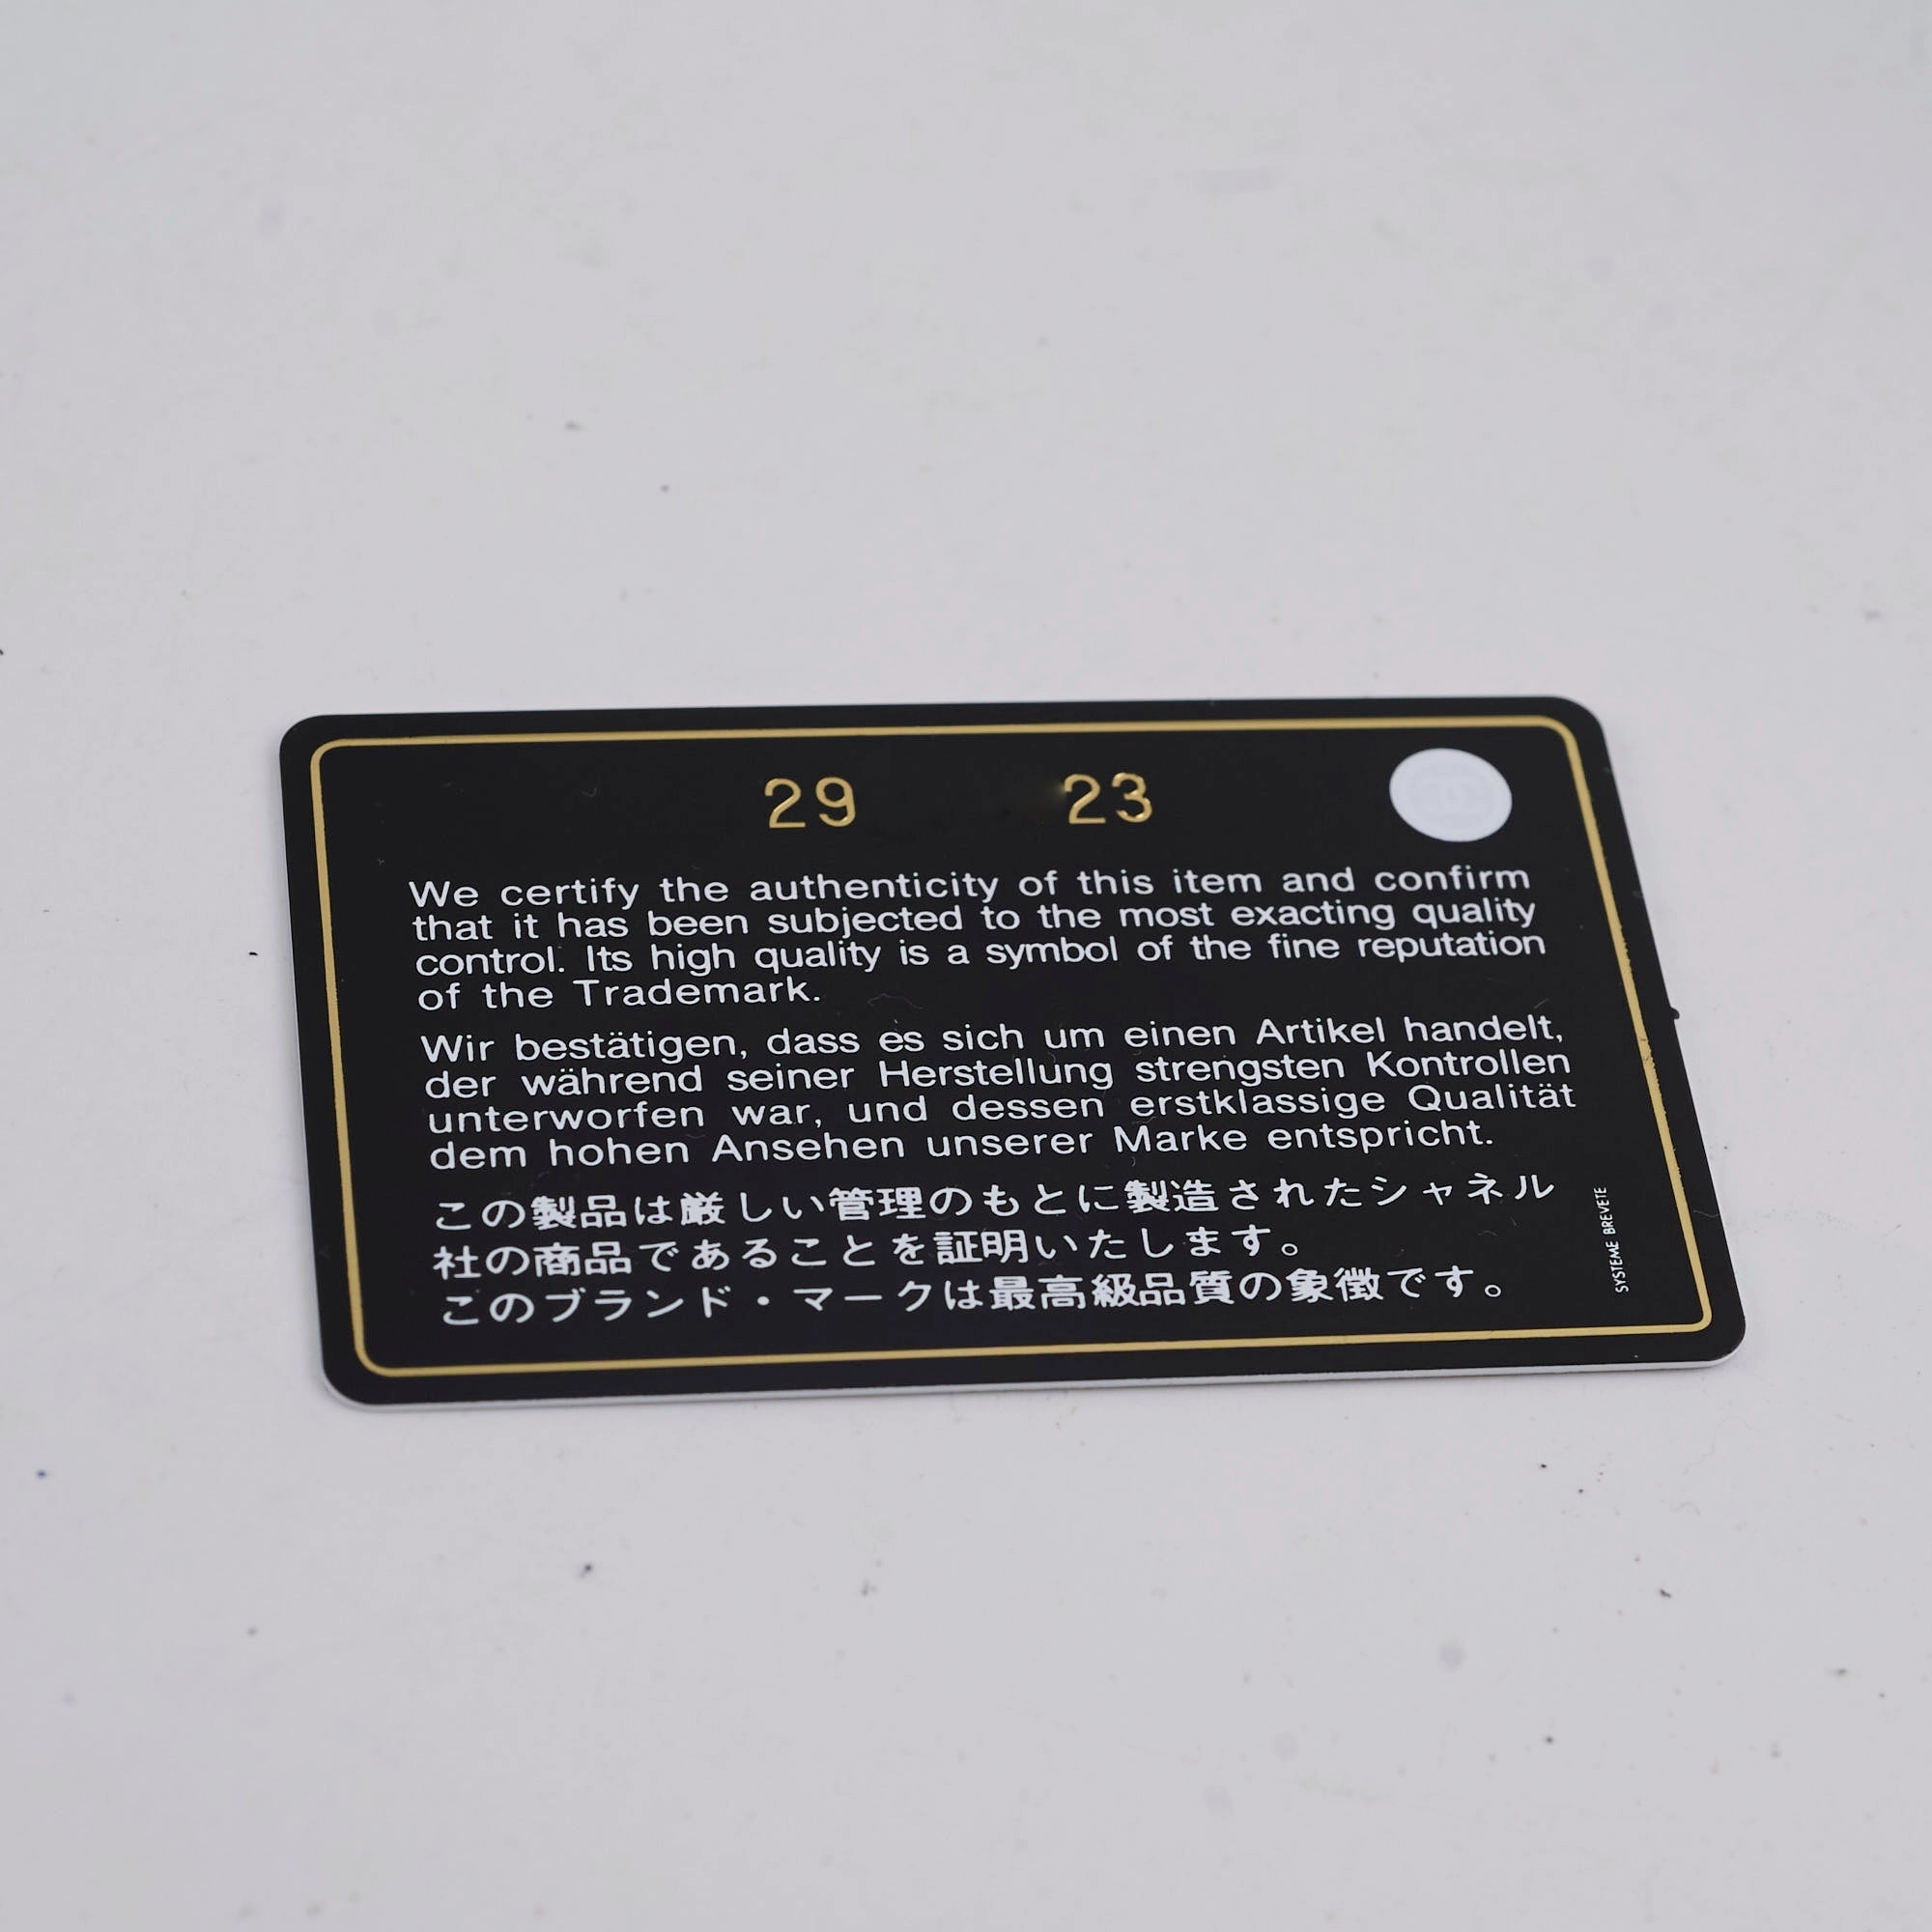 29 23
We certify the authenticity of this item and confirm
that it has been subjected to the most exacting quality
control. Its high quality is a symbol of the fine reputation
of the Trademark.
Wir bestätigen, dass es sich um einen Artikel handelt,
der während seiner Herstellung strengsten Kontrollen
unterworfen war, und dessen erstklassige Qualität
dem hohen Ansehen unserer Marke entspricht.
この製品は厳しい管理のもとに製造されたシャネル
社の商品であることを証明いたします。
このブランド・マークは最高級品質の象徴です。
SYSTEME BREVETE